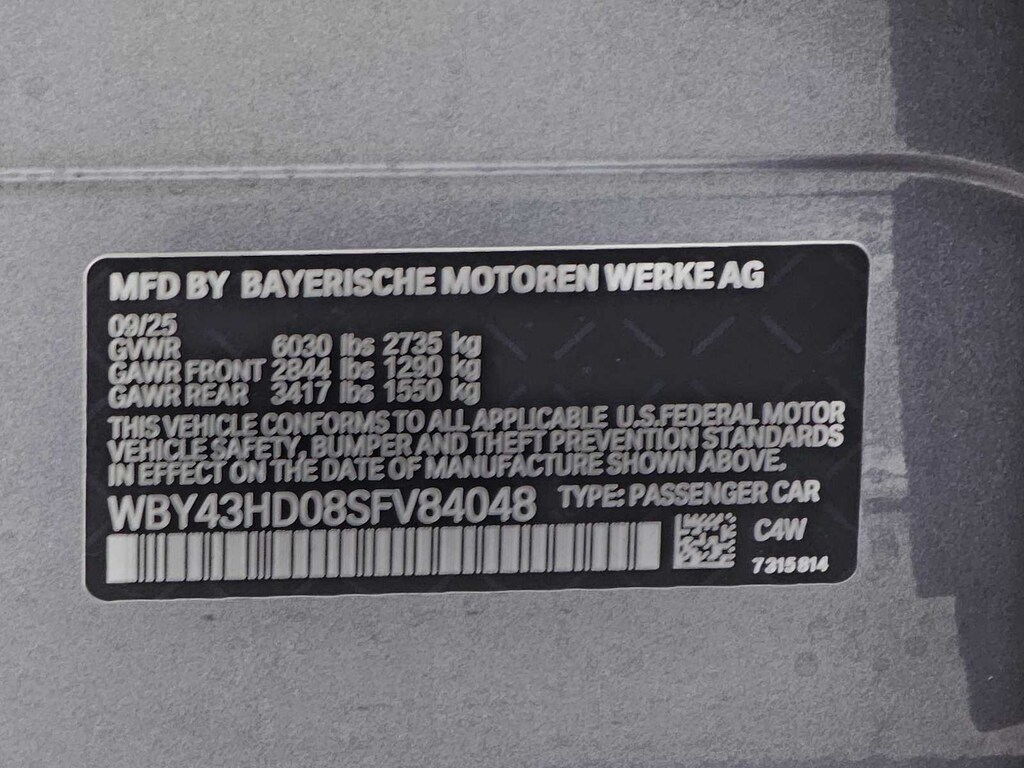 MFD BY BAYERISCHE MOTOREN WERKE AG
09/25
GVWR 6030 lbs 2735 kg
GAWR FRONT 2844 lbs 1290 kg
GAWR REAR 3417 lbs 1550 kg
THIS VEHICLE CONFORMS TO ALL APPLICABLE U.S.FEDERAL MOTOR
VEHICLE SAFETY, BUMPER AND THEFT PREVENTION STANDARDS
IN EFFECT ON THE DATE OF MANUFACTURE SHOWN ABOVE.
WBY43HD08SFV84048 TYPE: PASSENGER CAR
C4W
7315814